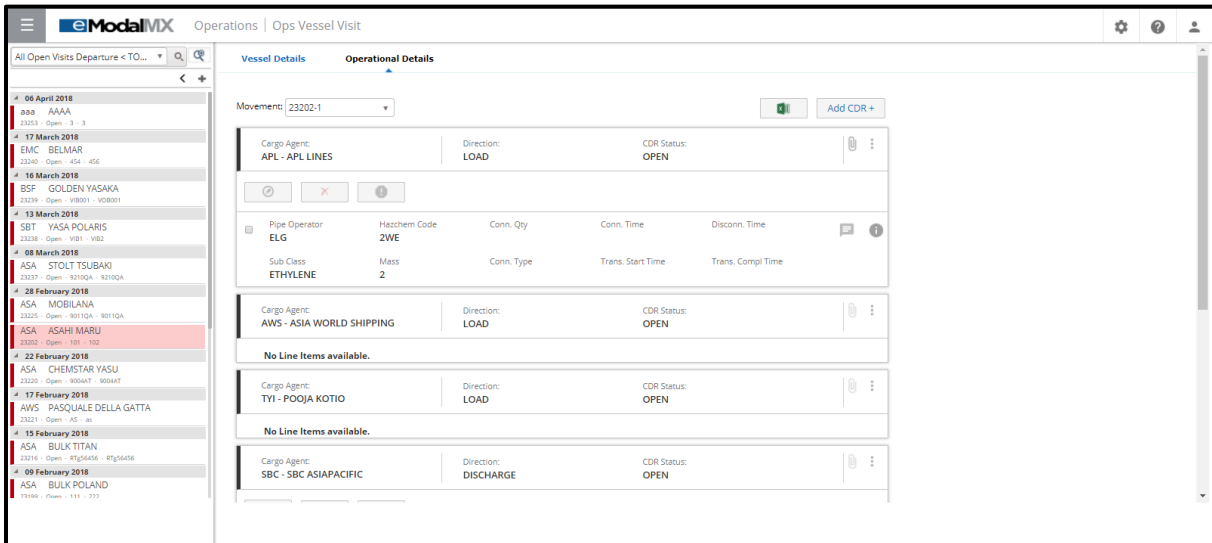 eModalMX Operations | Ops Vessel Visit
All Open Visits Departure < TO...
06 April 2018
aaa AAAA
23253 - Open - 3 - 3
17 March 2018
EMC BELMAR
23240 - Open - 454 - 456
16 March 2018
BSF GOLDEN YASAKA
23239 - Open - VIB001 - VOB001
13 March 2018
SBT YASA POLARIS
23238 - Open - VIB1 - VIB2
08 March 2018
ASA STOLT TSUBAKI
23237 - Open - 9210QA - 9210QA
28 February 2018
ASA MOBILANA
23225 - Open - 9011QA - 9011QA
ASA ASAHI MARU
23202 - Open - 101 - 102
22 February 2018
ASA CHEMSTAR YASU
23220 - Open - 9004AT - 9004AT
17 February 2018
AWS PASQUALE DELLA GATTA
23221 - Open - AS - as
15 February 2018
ASA BULK TITAN
23216 - Open - RTg56456 - RTg56456
09 February 2018
ASA BULK POLAND
23199 - Open - 111 - 222
Vessel Details Operational Details
Movement: 23202-1 Add CDR +
Cargo Agent: Direction: CDR Status:
APL - APL LINES LOAD OPEN
Pipe Operator Hazchem Code Conn. Qty Conn. Time Disconn. Time
ELG 2WE
Sub Class Mass Conn. Type Trans. Start Time Trans. Compl Time
ETHYLENE 2
Cargo Agent: Direction: CDR Status:
AWS - ASIA WORLD SHIPPING LOAD OPEN
No Line Items available.
Cargo Agent: Direction: CDR Status:
TYI - POOJA KOTIO LOAD OPEN
No Line Items available.
Cargo Agent: Direction: CDR Status:
SBC - SBC ASIAPACIFIC DISCHARGE OPEN